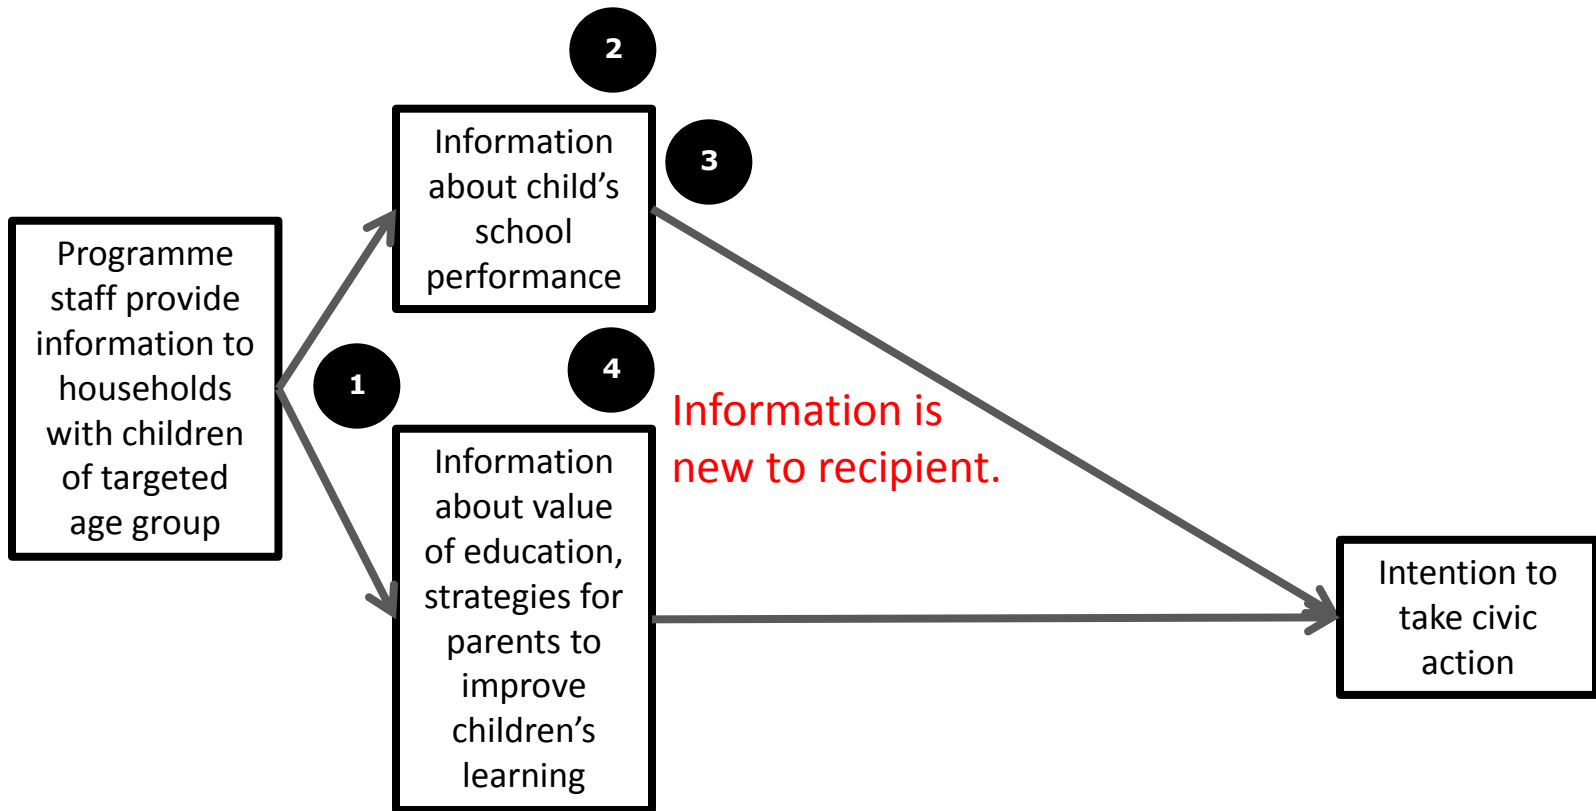 2
Information
about child’s
school
performance
3
Programme
staff provide
information to
households
with children
of targeted
age group
1
4
Information is
new to recipient.
Information
about value
of education,
strategies for
parents to
improve
children’s
learning
Intention to
take civic
action